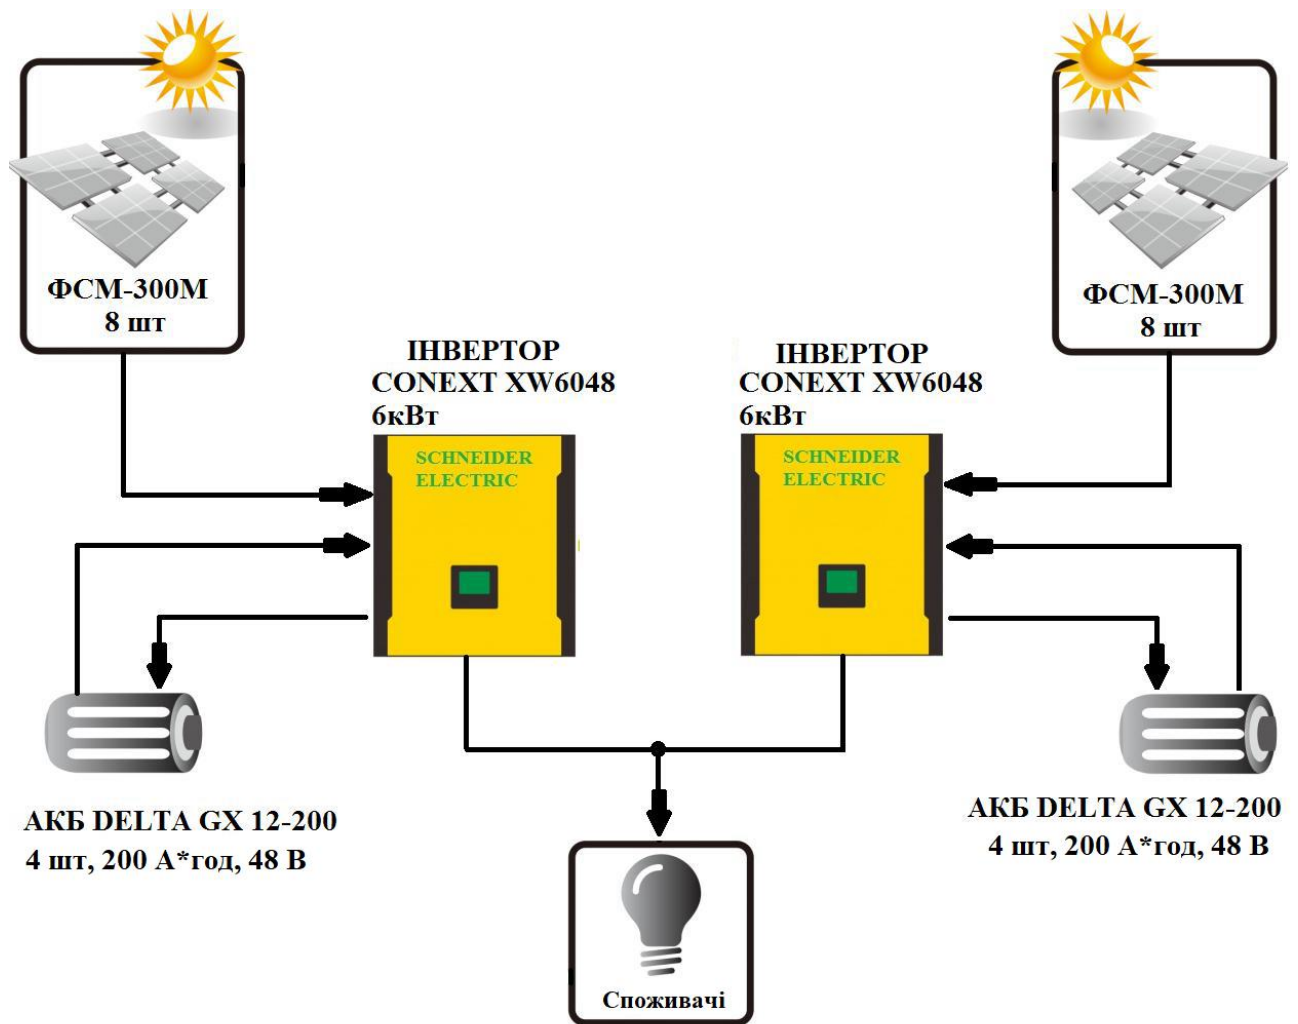 ФСМ-300М
8 шт
ФСМ-300М
8 шт
ІНВЕРТОР
CONEXT XW6048
6кВт
ІНВЕРТОР
CONEXT XW6048
6кВт
SCHNEIDER
ELECTRIC
SCHNEIDER
ELECTRIC
АКБ DELTA GX 12-200
4 шт, 200 А*год, 48 В
АКБ DELTA GX 12-200
4 шт, 200 А*год, 48 В
Споживачі